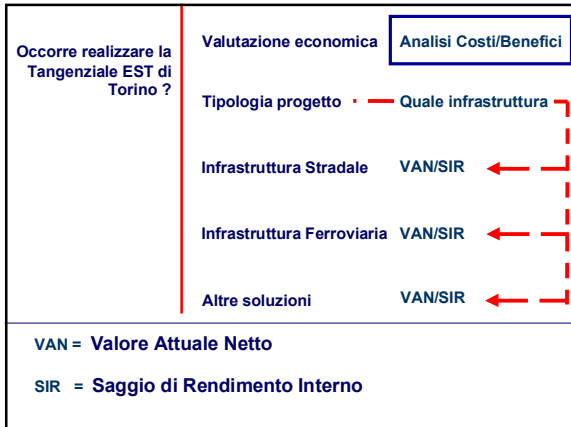 Occorre realizzare la
Tangenziale EST di
Torino ?
Valutazione economica Analisi Costi/Benefici
Tipologia progetto Quale infrastruttura
Infrastruttura Stradale VAN/SIR
Infrastruttura Ferroviaria VAN/SIR
Altre soluzioni VAN/SIR
VAN = Valore Attuale Netto
SIR = Saggio di Rendimento Interno